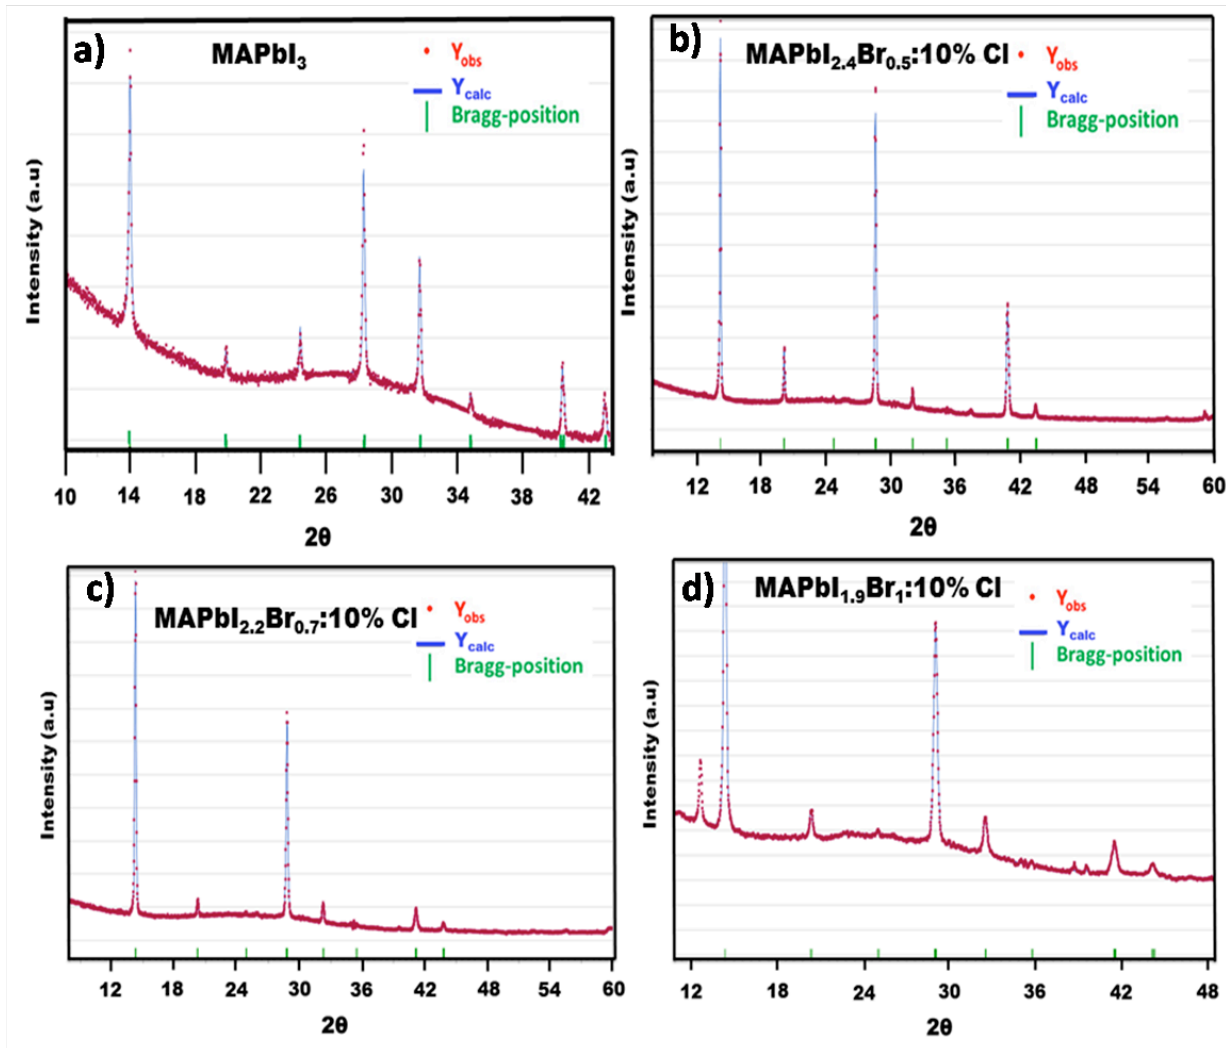 a)
MAPbI3
Yobs
Ycalc
Bragg-position
Intensity (a.u)
10 14 18 22 26 30 34 38 42
2θ
b)
MAPbI2.4Br0.5:10% Cl
Yobs
Ycalc
Bragg-position
Intensity (a.u)
12 18 24 30 36 42 48 54 60
2θ
c)
MAPbI2.2Br0.7:10% Cl
Yobs
Ycalc
Bragg-position
Intensity (a.u)
12 18 24 30 36 42 48 54 60
2θ
d)
MAPbI1.9Br1:10% Cl
Yobs
Ycalc
Bragg-position
Intensity (a.u)
12 18 24 30 36 42 48
2θ